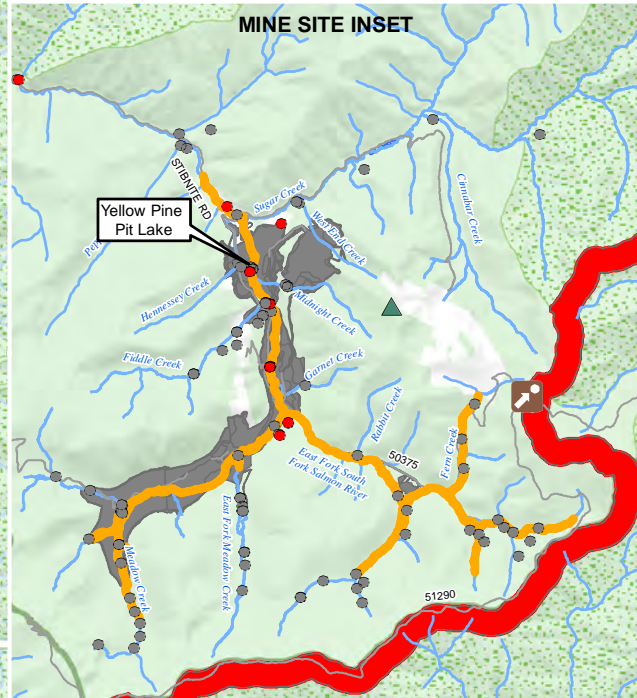 MINE SITE INSET
STIBNITE RD
Sugar Creek
Yellow Pine
Pit Lake
West End Creek
Cinnabar Creek
Hennessey Creek
Midnight Creek
Fiddle Creek
Garnet Creek
Rabbit Creek
50375
Fern Creek
East Fork South
Fork Salmon River
East Fork Meadow Creek
Meadow Creek
51290